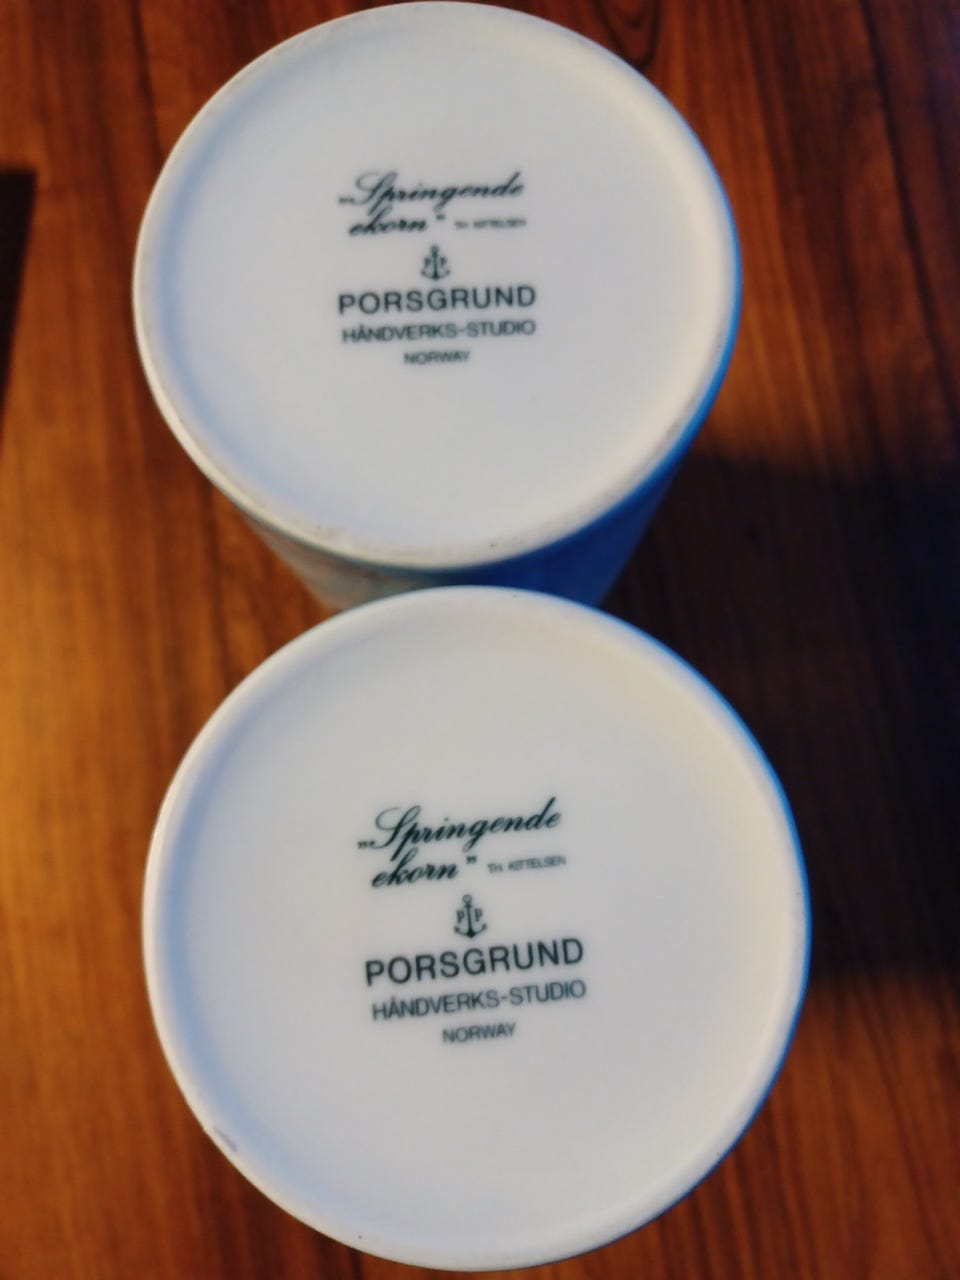 „Springende
ekorn” TH. KITTELSEN
P P
PORSGRUND
HÅNDVERKS-STUDIO
NORWAY
„Springende
ekorn” TH. KITTELSEN
P P
PORSGRUND
HÅNDVERKS-STUDIO
NORWAY